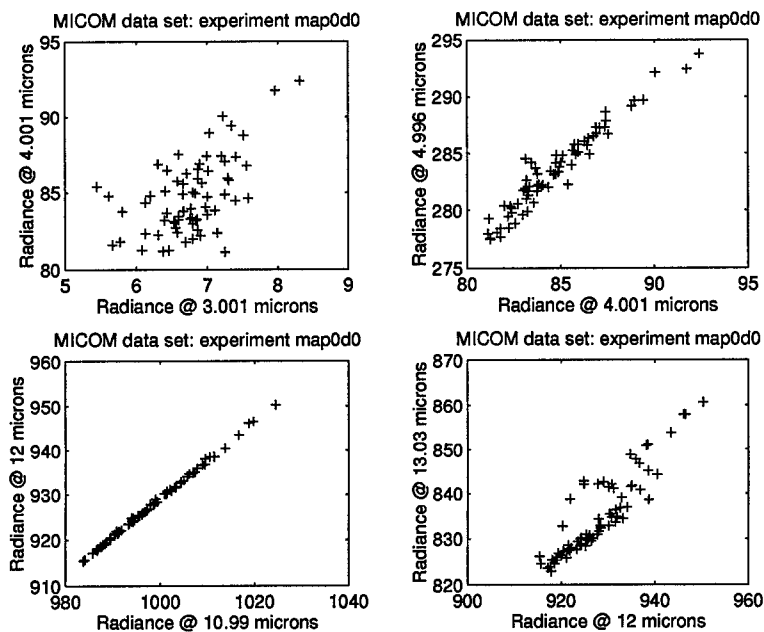 MICOM data set: experiment map0d0
95
90
85
80
Radiance @ 4.001 microns
5 6 7 8 9
Radiance @ 3.001 microns
MICOM data set: experiment map0d0
295
290
285
280
275
Radiance @ 4.996 microns
80 85 90 95
Radiance @ 4.001 microns
MICOM data set: experiment map0d0
960
950
940
930
920
910
Radiance @ 12 microns
980 1000 1020 1040
Radiance @ 10.99 microns
MICOM data set: experiment map0d0
870
860
850
840
830
820
Radiance @ 13.03 microns
900 920 940 960
Radiance @ 12 microns